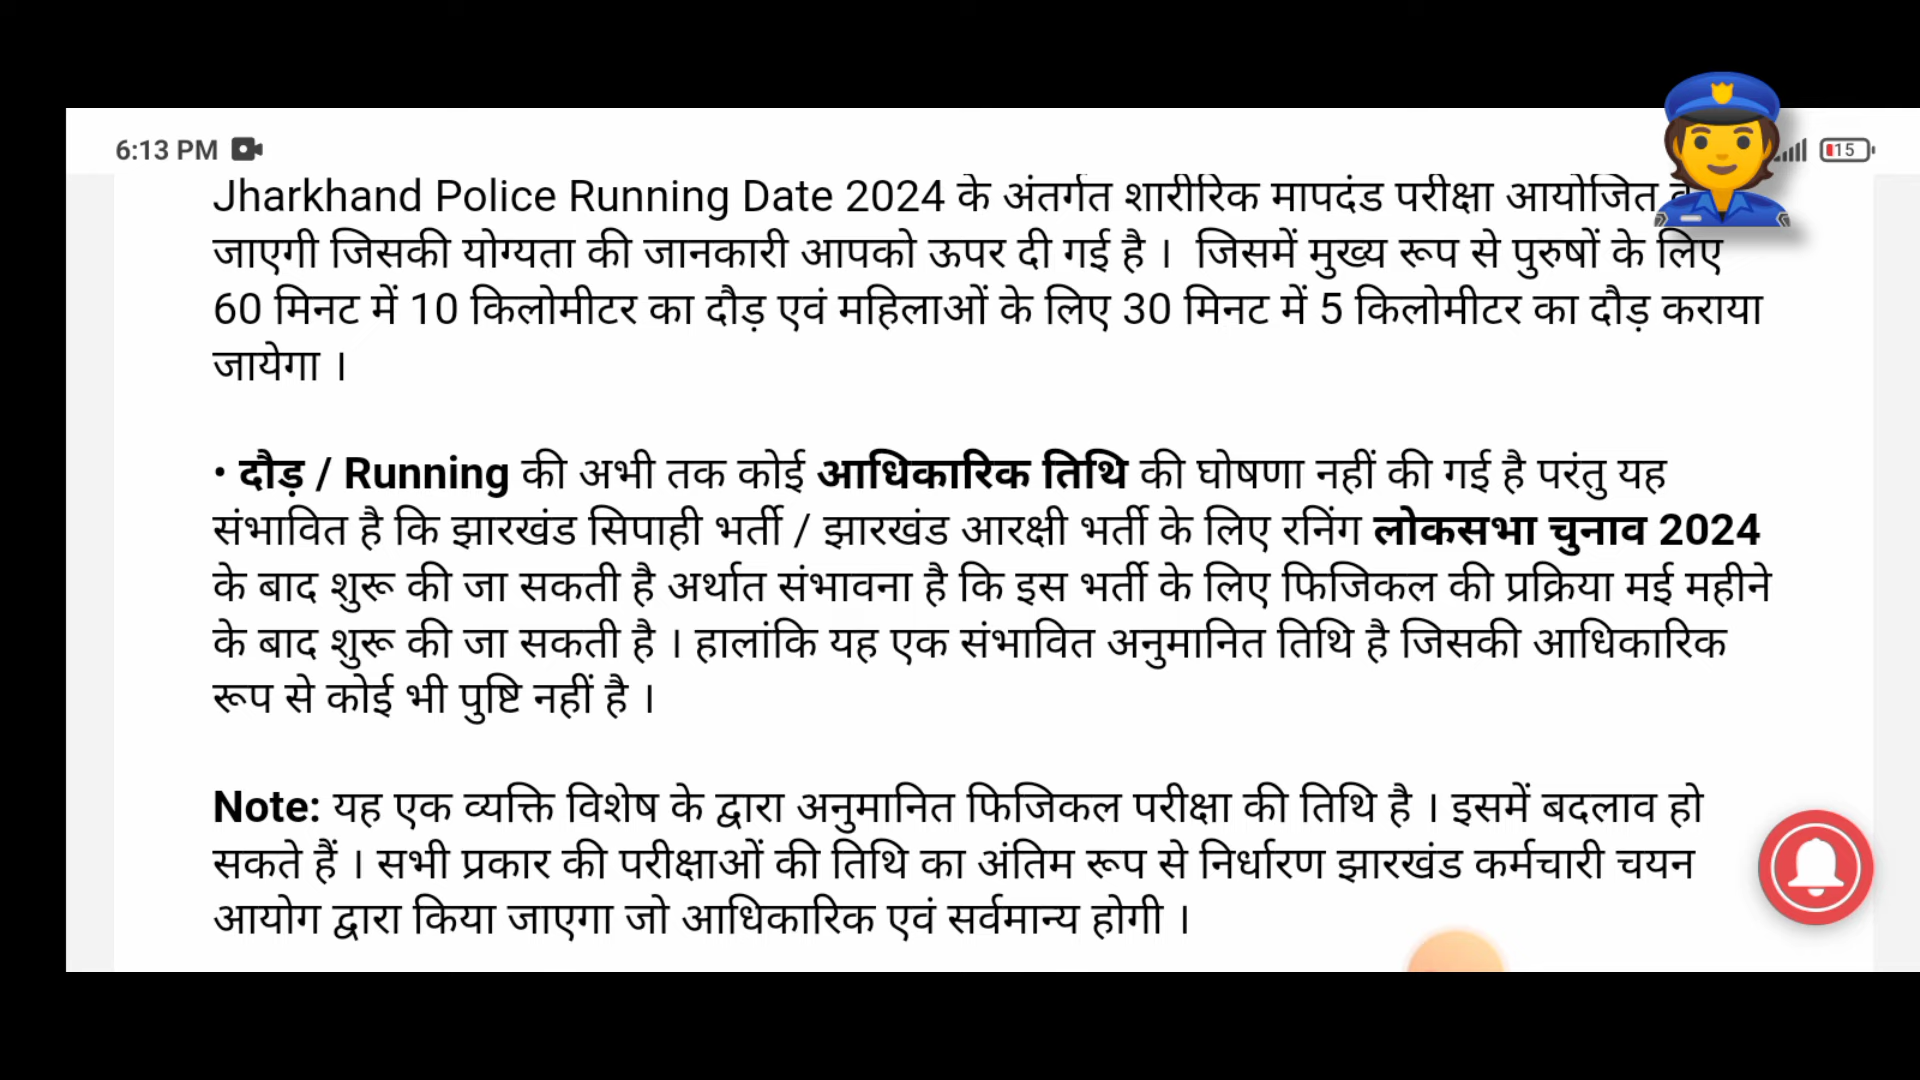 6:13 PM
15
Jharkhand Police Running Date 2024 के अंतर्गत शारीरिक मापदंड परीक्षा आयोजित
जाएगी जिसकी योग्यता की जानकारी आपको ऊपर दी गई है । जिसमें मुख्य रूप से पुरुषों के लिए
60 मिनट में 10 किलोमीटर का दौड़ एवं महिलाओं के लिए 30 मिनट में 5 किलोमीटर का दौड़ कराया
जायेगा ।
• दौड़ / Running की अभी तक कोई आधिकारिक तिथि की घोषणा नहीं की गई है परंतु यह
संभावित है कि झारखंड सिपाही भर्ती / झारखंड आरक्षी भर्ती के लिए रनिंग लोकसभा चुनाव 2024
के बाद शुरू की जा सकती है अर्थात संभावना है कि इस भर्ती के लिए फिजिकल की प्रक्रिया मई महीने
के बाद शुरू की जा सकती है । हालांकि यह एक संभावित अनुमानित तिथि है जिसकी आधिकारिक
रूप से कोई भी पुष्टि नहीं है ।
Note: यह एक व्यक्ति विशेष के द्वारा अनुमानित फिजिकल परीक्षा की तिथि है । इसमें बदलाव हो
सकते हैं । सभी प्रकार की परीक्षाओं की तिथि का अंतिम रूप से निर्धारण झारखंड कर्मचारी चयन
आयोग द्वारा किया जाएगा जो आधिकारिक एवं सर्वमान्य होगी ।